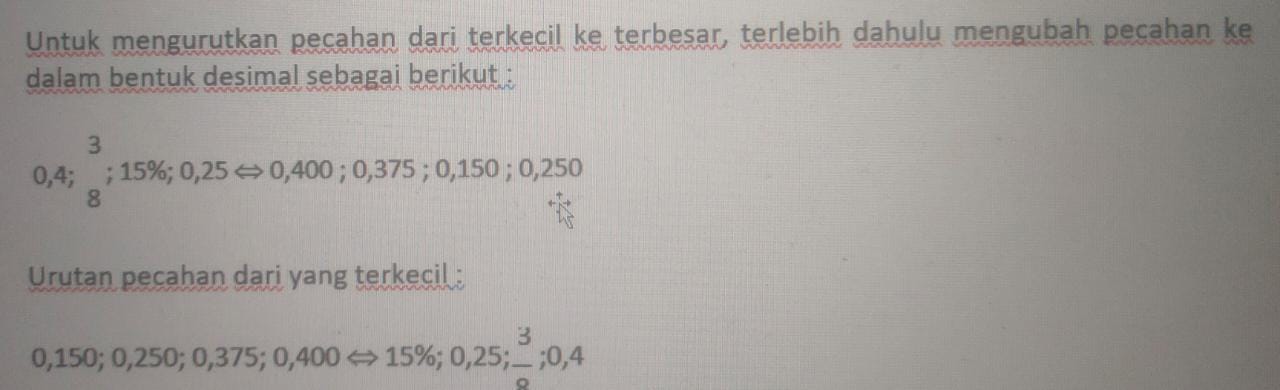 Untuk mengurutkan pecahan dari terkecil ke terbesar, terlebih dahulu mengubah pecahan ke
dalam bentuk desimal sebagai berikut :
0,4; 3/8 ; 15%; 0,25 ⇔ 0,400 ; 0,375 ; 0,150 ; 0,250
Urutan pecahan dari yang terkecil :
0,150; 0,250; 0,375; 0,400 ⇔ 15%; 0,25; 3/8 ;0,4